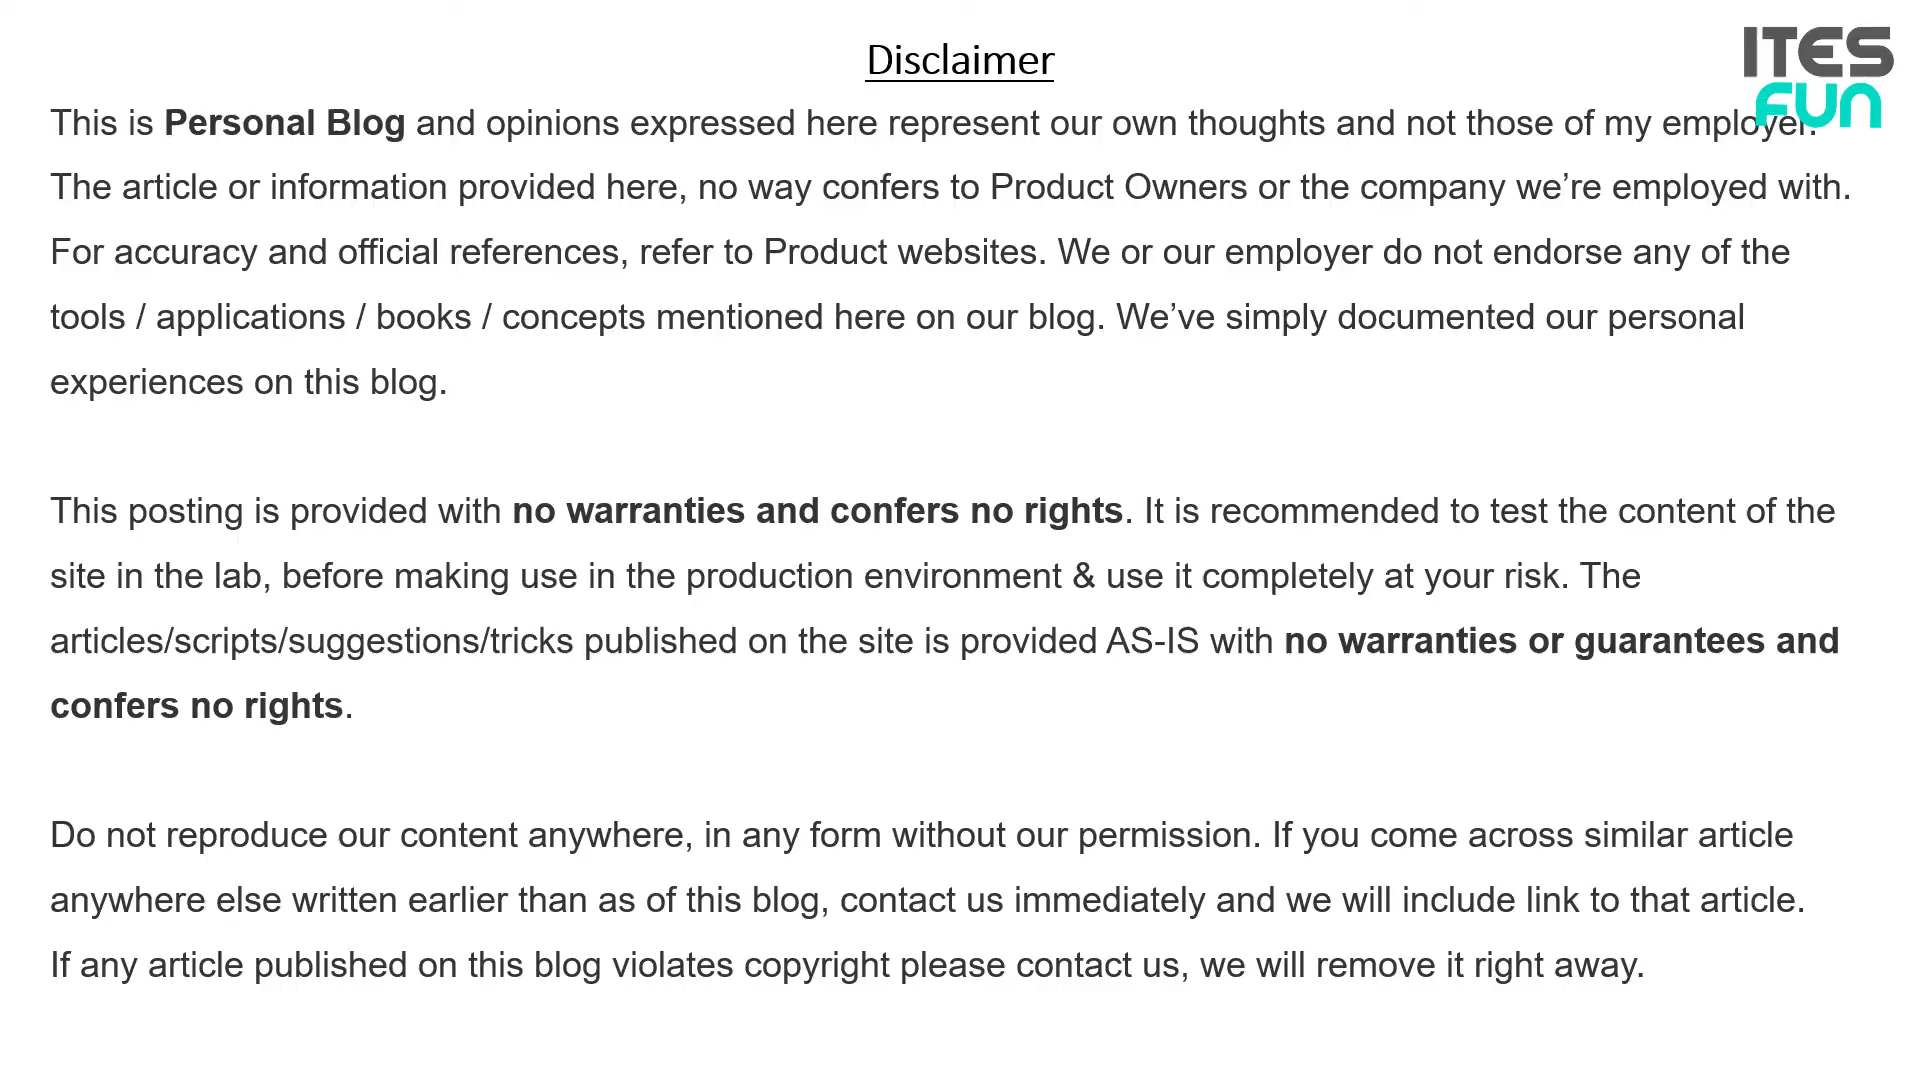 Disclaimer
ITES
FUN
This is Personal Blog and opinions expressed here represent our own thoughts and not those of my employer.
The article or information provided here, no way confers to Product Owners or the company we’re employed with.
For accuracy and official references, refer to Product websites. We or our employer do not endorse any of the
tools / applications / books / concepts mentioned here on our blog. We’ve simply documented our personal
experiences on this blog.
This posting is provided with no warranties and confers no rights. It is recommended to test the content of the
site in the lab, before making use in the production environment & use it completely at your risk. The
articles/scripts/suggestions/tricks published on the site is provided AS-IS with no warranties or guarantees and
confers no rights.
Do not reproduce our content anywhere, in any form without our permission. If you come across similar article
anywhere else written earlier than as of this blog, contact us immediately and we will include link to that article.
If any article published on this blog violates copyright please contact us, we will remove it right away.